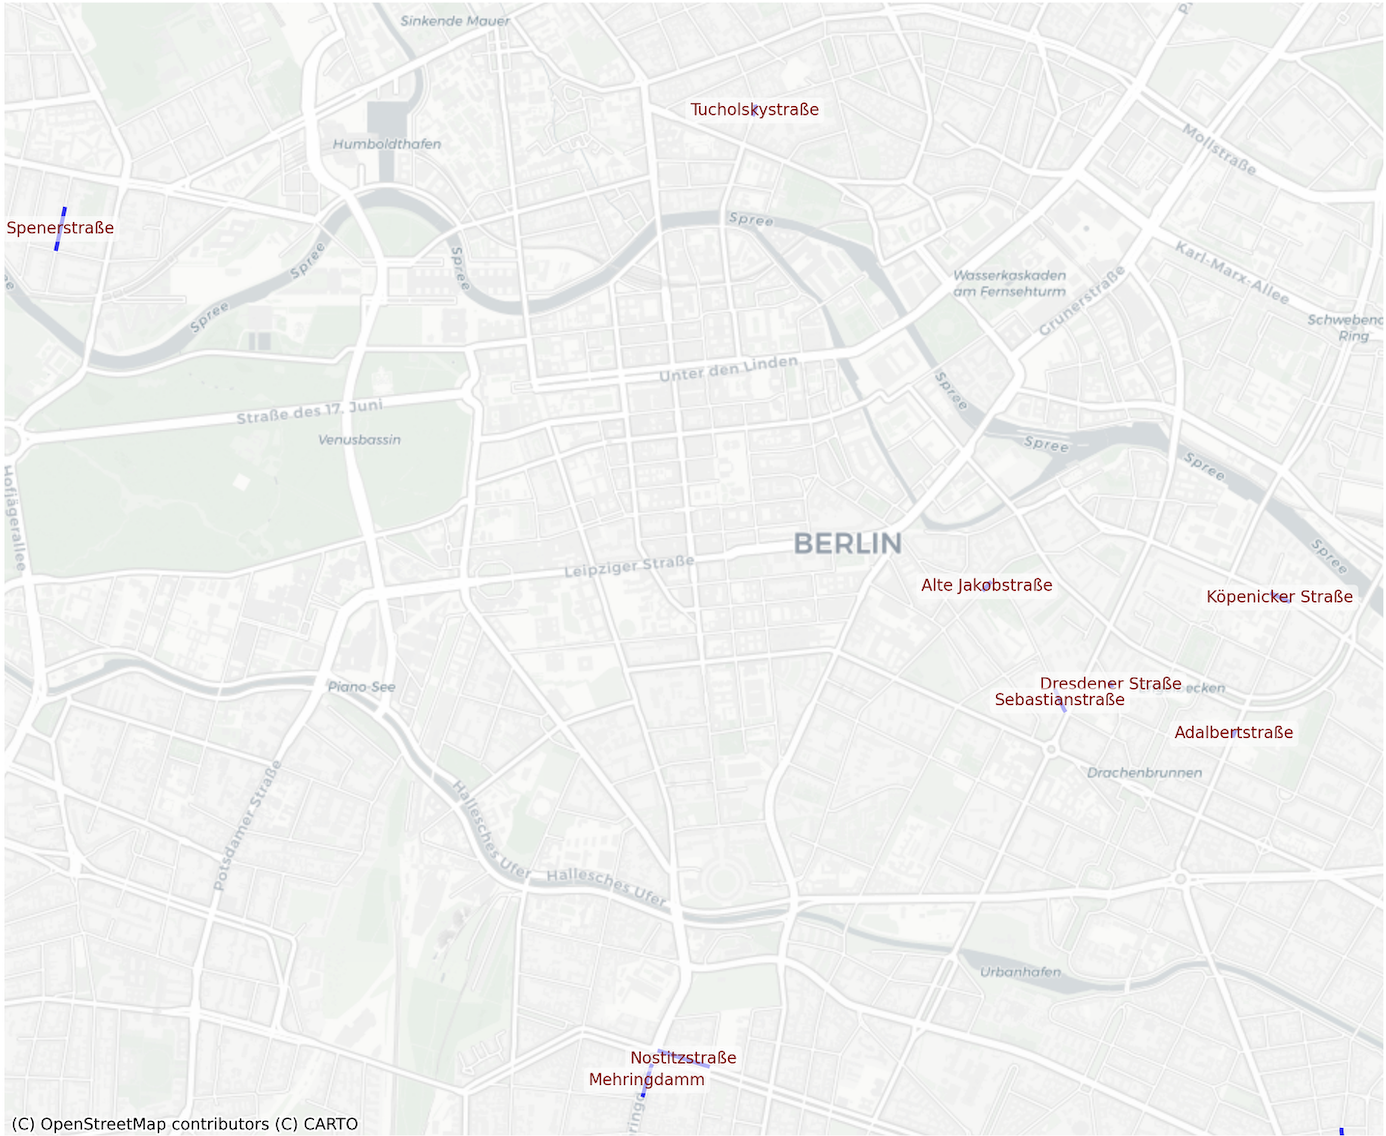 Sinkende Mauer
Tucholskystraße
Mollstraße
Humboldthafen
Spenerstraße
Spree
Spree
Spree
Spree
Karl-Marx-Allee
Wasserkaskaden
am Fernsehturm
Grunerstraße
Schwebend
Ring
Unter den Linden
Spree
Straße des 17. Juni
Venusbassin
Spree
Spree
Hofjägerallee
BERLIN
Spree
Leipziger Straße
Alte Jakobstraße
Köpenicker Straße
Piano-See
Dresdener Straße
ecken
Sebastianstraße
Adalbertstraße
Drachenbrunnen
Potsdamer Straße
Hallesches Ufer
Hallesches Ufer
Urbanhafen
Nostitzstraße
Mehringdamm
(C) OpenStreetMap contributors (C) CARTO